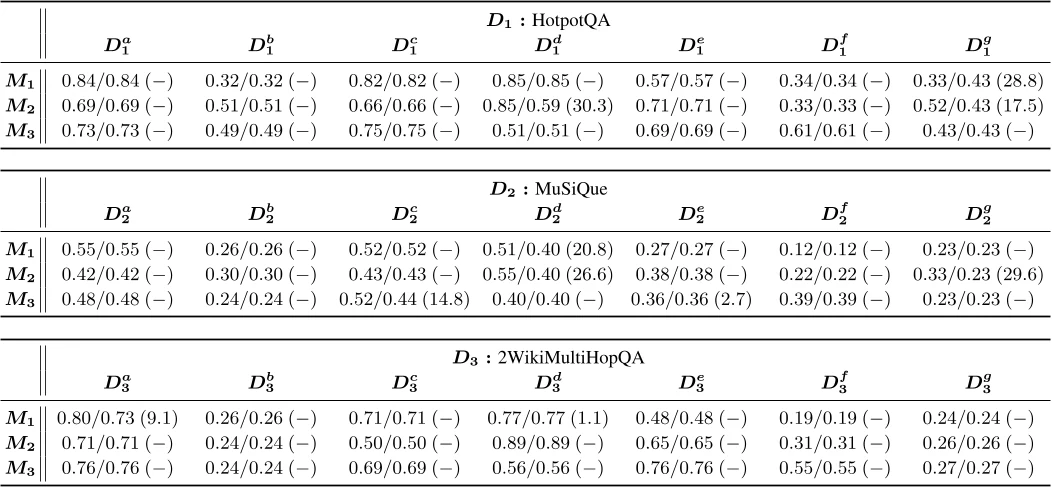 D₁ : HotpotQA
D₁ᵃ D₁ᵇ D₁ᶜ D₁ᵈ D₁ᵉ D₁ᶠ D₁ᵍ
M₁ 0.84/0.84 (−) 0.32/0.32 (−) 0.82/0.82 (−) 0.85/0.85 (−) 0.57/0.57 (−) 0.34/0.34 (−) 0.33/0.43 (28.8)
M₂ 0.69/0.69 (−) 0.51/0.51 (−) 0.66/0.66 (−) 0.85/0.59 (30.3) 0.71/0.71 (−) 0.33/0.33 (−) 0.52/0.43 (17.5)
M₃ 0.73/0.73 (−) 0.49/0.49 (−) 0.75/0.75 (−) 0.51/0.51 (−) 0.69/0.69 (−) 0.61/0.61 (−) 0.43/0.43 (−)
D₂ : MuSiQue
D₂ᵃ D₂ᵇ D₂ᶜ D₂ᵈ D₂ᵉ D₂ᶠ D₂ᵍ
M₁ 0.55/0.55 (−) 0.26/0.26 (−) 0.52/0.52 (−) 0.51/0.40 (20.8) 0.27/0.27 (−) 0.12/0.12 (−) 0.23/0.23 (−)
M₂ 0.42/0.42 (−) 0.30/0.30 (−) 0.43/0.43 (−) 0.55/0.40 (26.6) 0.38/0.38 (−) 0.22/0.22 (−) 0.33/0.23 (29.6)
M₃ 0.48/0.48 (−) 0.24/0.24 (−) 0.52/0.44 (14.8) 0.40/0.40 (−) 0.36/0.36 (2.7) 0.39/0.39 (−) 0.23/0.23 (−)
D₃ : 2WikiMultiHopQA
D₃ᵃ D₃ᵇ D₃ᶜ D₃ᵈ D₃ᵉ D₃ᶠ D₃ᵍ
M₁ 0.80/0.73 (9.1) 0.26/0.26 (−) 0.71/0.71 (−) 0.77/0.77 (1.1) 0.48/0.48 (−) 0.19/0.19 (−) 0.24/0.24 (−)
M₂ 0.71/0.71 (−) 0.24/0.24 (−) 0.50/0.50 (−) 0.89/0.89 (−) 0.65/0.65 (−) 0.31/0.31 (−) 0.26/0.26 (−)
M₃ 0.76/0.76 (−) 0.24/0.24 (−) 0.69/0.69 (−) 0.56/0.56 (−) 0.76/0.76 (−) 0.55/0.55 (−) 0.27/0.27 (−)